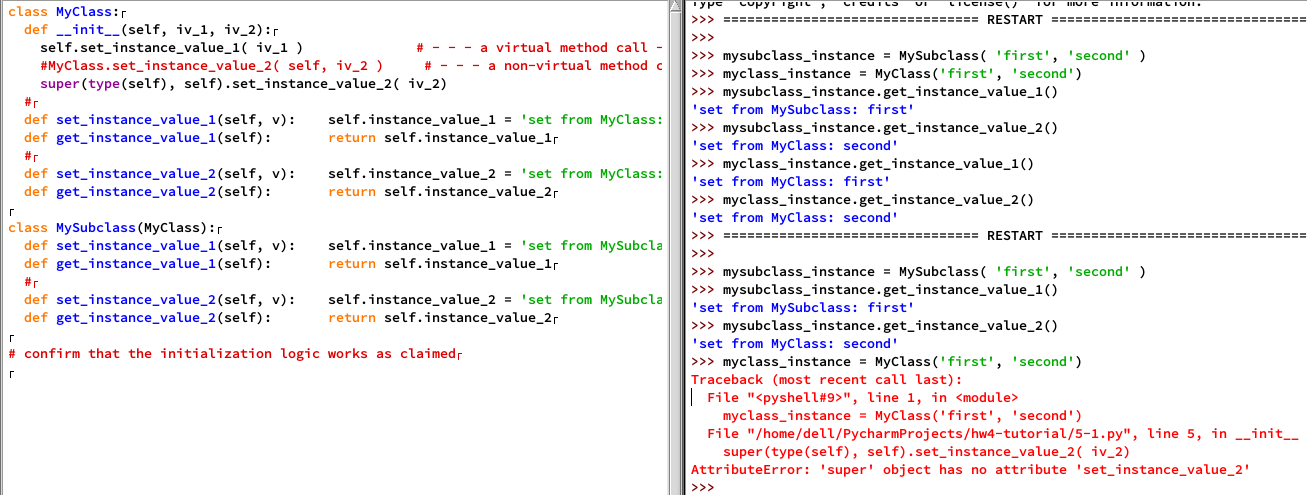 class MyClass:
def __init__(self, iv_1, iv_2):
self.set_instance_value_1( iv_1 ) # - - - a virtual method call -
#MyClass.set_instance_value_2( self, iv_2 ) # - - - a non-virtual method c
super(type(self), self).set_instance_value_2( iv_2)
#
def set_instance_value_1(self, v): self.instance_value_1 = 'set from MyClass:
def get_instance_value_1(self): return self.instance_value_1
#
def set_instance_value_2(self, v): self.instance_value_2 = 'set from MyClass:
def get_instance_value_2(self): return self.instance_value_2
class MySubclass(MyClass):
def set_instance_value_1(self, v): self.instance_value_1 = 'set from MySubcla
def get_instance_value_1(self): return self.instance_value_1
#
def set_instance_value_2(self, v): self.instance_value_2 = 'set from MySubcla
def get_instance_value_2(self): return self.instance_value_2
# confirm that the initialization logic works as claimed
Type "copyright", "credits" or "license()" for more information.
>>> ================================ RESTART ================================
>>>
>>> mysubclass_instance = MySubclass( 'first', 'second' )
>>> myclass_instance = MyClass('first', 'second')
>>> mysubclass_instance.get_instance_value_1()
'set from MySubclass: first'
>>> mysubclass_instance.get_instance_value_2()
'set from MyClass: second'
>>> myclass_instance.get_instance_value_1()
'set from MyClass: first'
>>> myclass_instance.get_instance_value_2()
'set from MyClass: second'
>>> ================================ RESTART ================================
>>>
>>> mysubclass_instance = MySubclass( 'first', 'second' )
>>> mysubclass_instance.get_instance_value_1()
'set from MySubclass: first'
>>> mysubclass_instance.get_instance_value_2()
'set from MyClass: second'
>>> myclass_instance = MyClass('first', 'second')
Traceback (most recent call last):
File "<pyshell#9>", line 1, in <module>
myclass_instance = MyClass('first', 'second')
File "/home/dell/PycharmProjects/hw4-tutorial/5-1.py", line 5, in __init__
super(type(self), self).set_instance_value_2( iv_2)
AttributeError: 'super' object has no attribute 'set_instance_value_2'
>>>